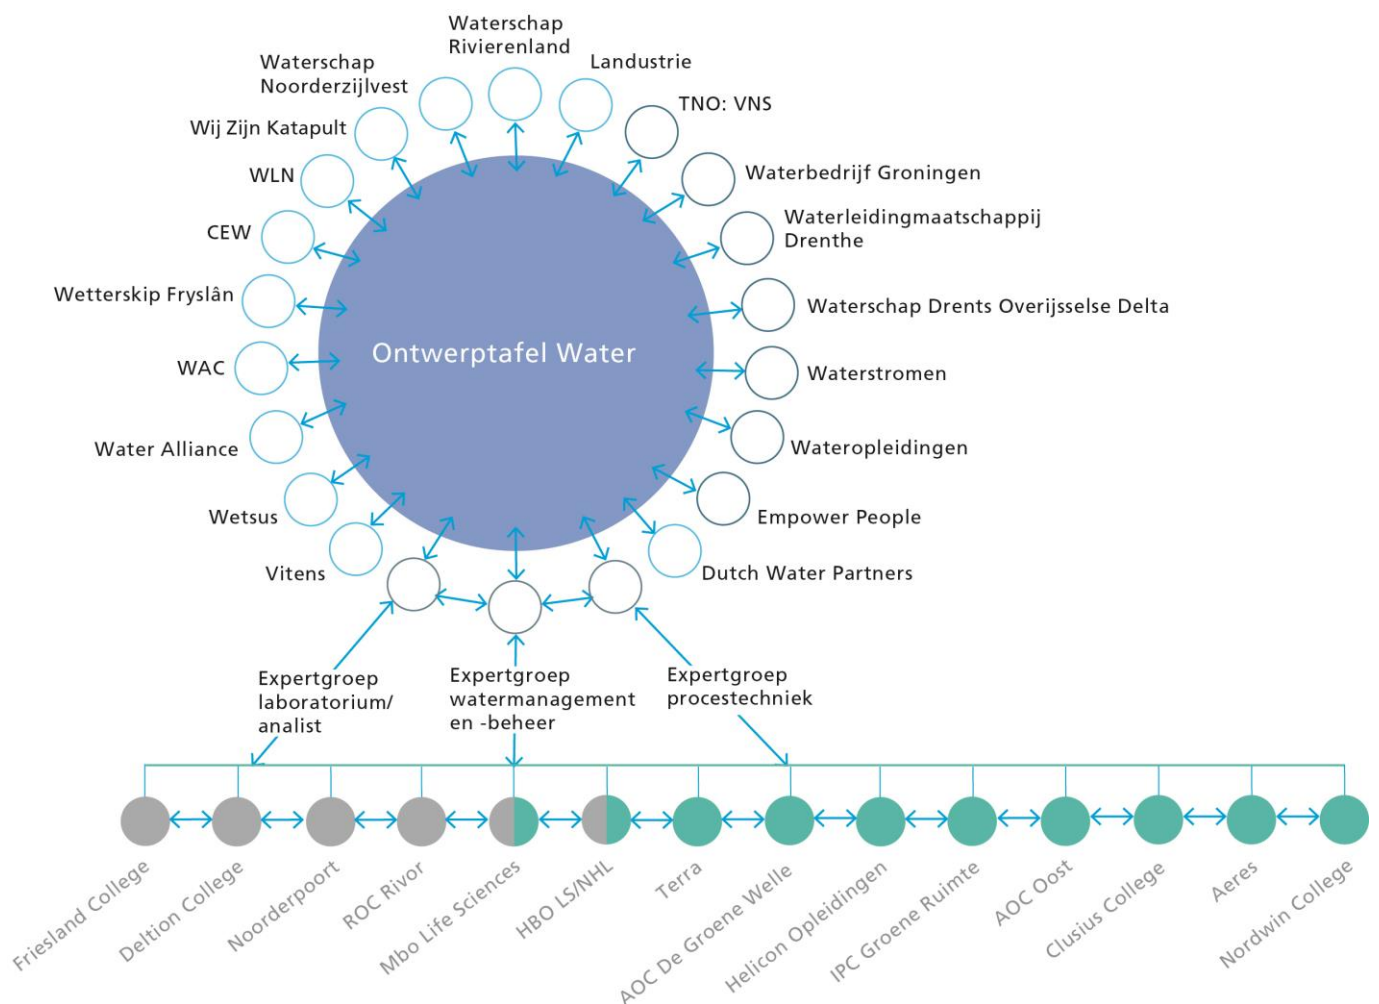 Waterschap
Rivierenland
Waterschap
Noorderzijlvest
Landustrie
Wij Zijn Katapult
TNO: VNS
WLN
Waterbedrijf Groningen
CEW
Waterleidingmaatschappij
Drenthe
Wetterskip Fryslân
Waterschap Drents Overijsselse Delta
Ontwerptafel Water
WAC
Waterstromen
Water Alliance
Wateropleidingen
Wetsus
Empower People
Vitens
Dutch Water Partners
Expertgroep
laboratorium/
analist
Expertgroep
watermanagement
en -beheer
Expertgroep
procestechniek
Friesland College
Deltion College
Noorderpoort
ROC Rivor
Mbo Life Sciences
HBO LS/NHL
Terra
AOC De Groene Welle
Helicon Opleidingen
IPC Groene Ruimte
AOC Oost
Clusius College
Aeres
Nordwin College